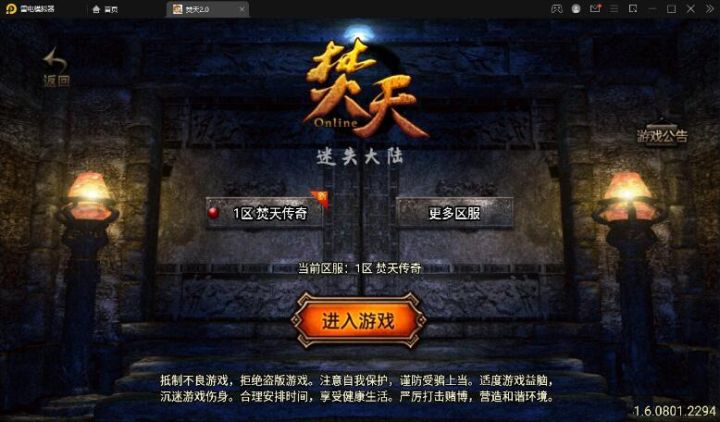 雷电模拟器
首页
焚天2.0
返回
焚天
Online
迷失大陆
游戏公告
1区 焚天传奇
更多区服
当前区服：1区 焚天传奇
进入游戏
抵制不良游戏，拒绝盗版游戏。注意自我保护，谨防受骗上当。适度游戏益脑，
沉迷游戏伤身。合理安排时间，享受健康生活。严厉打击赌博，营造和谐环境。
1.6.0801.2294